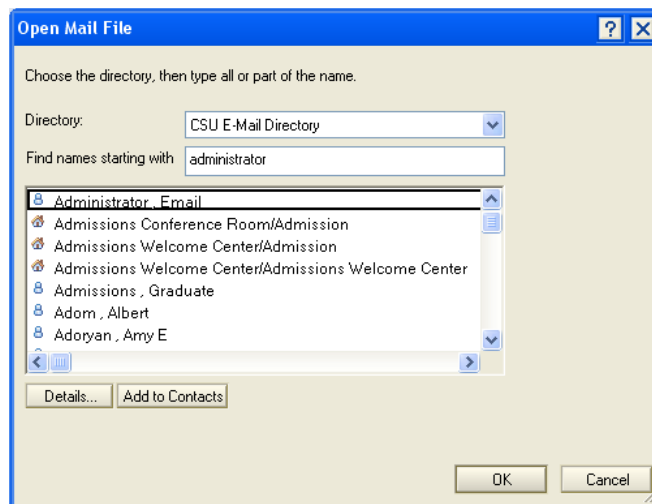 Open Mail File
Choose the directory, then type all or part of the name.
Directory: CSU E-Mail Directory
Find names starting with administrator
Administrator , Email
Admissions Conference Room/Admission
Admissions Welcome Center/Admission
Admissions Welcome Center/Admissions Welcome Center
Admissions , Graduate
Adom , Albert
Adoryan , Amy E
Details... Add to Contacts
OK Cancel